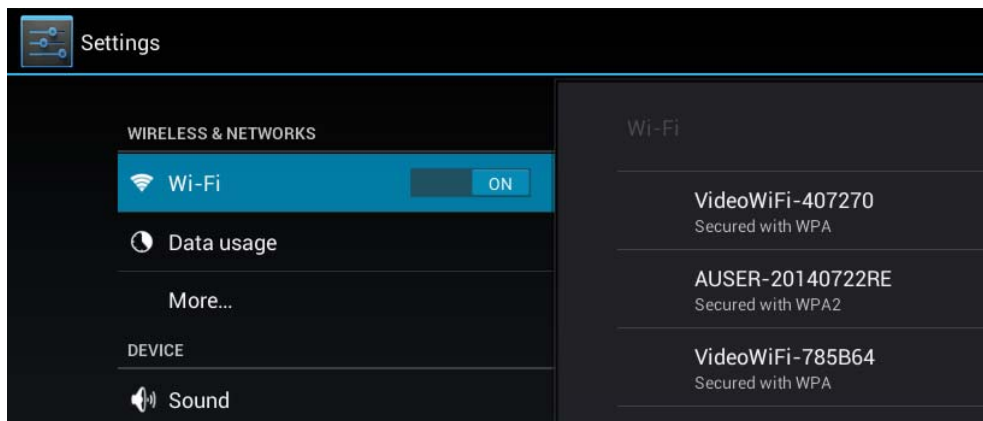 Settings
WIRELESS & NETWORKS
Wi-Fi
ON
Data usage
More...
DEVICE
Sound
Wi-Fi
VideoWiFi-407270
Secured with WPA
AUSER-20140722RE
Secured with WPA2
VideoWiFi-785B64
Secured with WPA